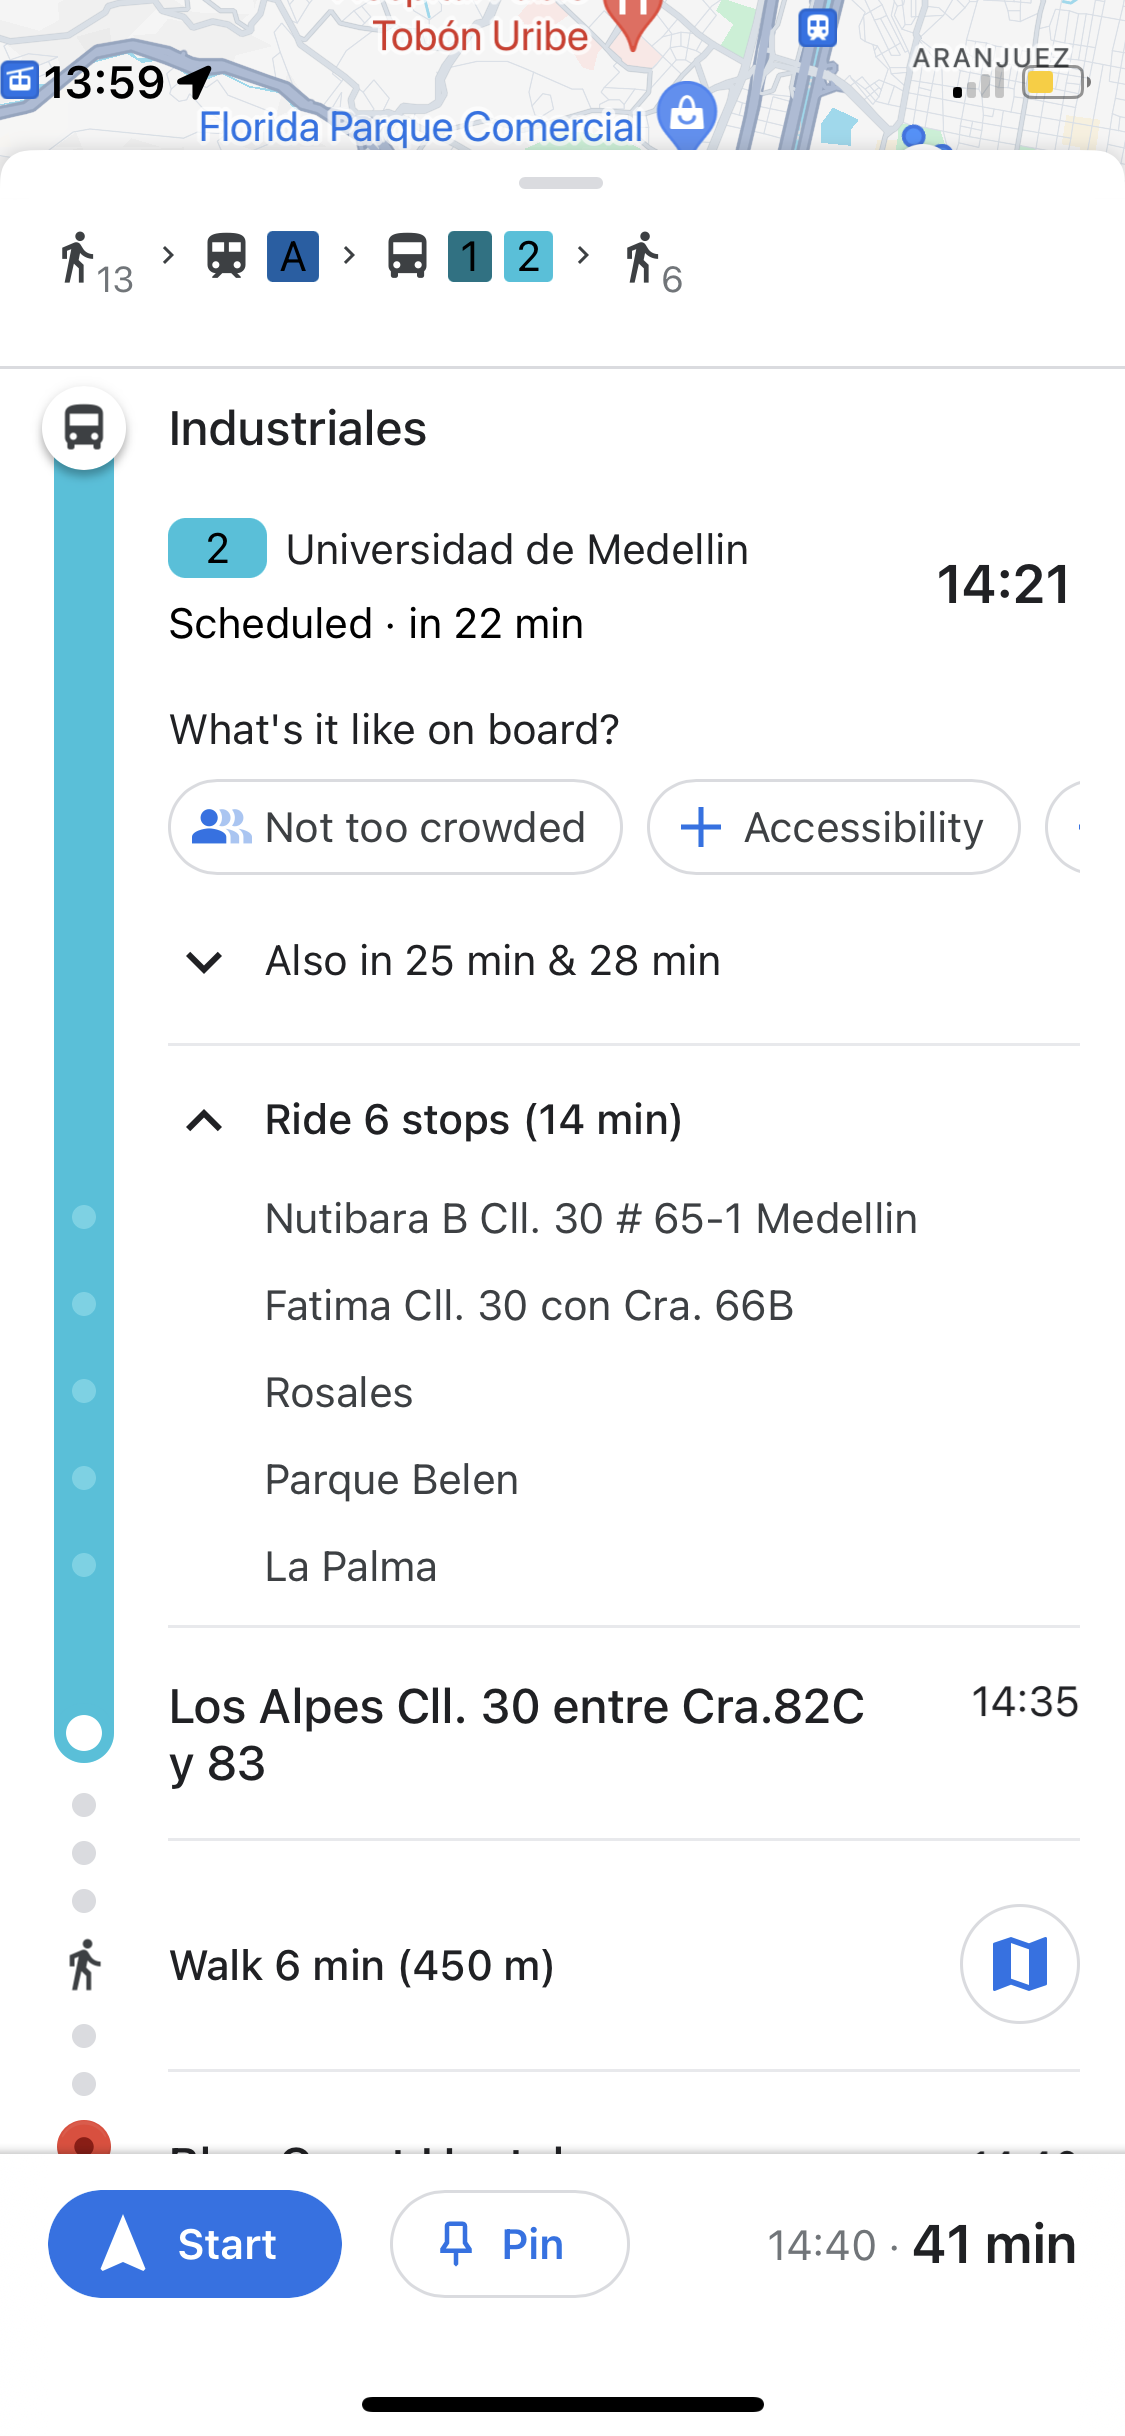 Tobón Uribe
ARANJUEZ
13:59
Florida Parque Comercial
13 A 1 2 6
Industriales
2 Universidad de Medellin
14:21
Scheduled · in 22 min
What's it like on board?
Not too crowded + Accessibility
Also in 25 min & 28 min
Ride 6 stops (14 min)
Nutibara B Cll. 30 # 65-1 Medellin
Fatima Cll. 30 con Cra. 66B
Rosales
Parque Belen
La Palma
Los Alpes Cll. 30 entre Cra.82C 14:35
y 83
Walk 6 min (450 m)
Start Pin 14:40 · 41 min